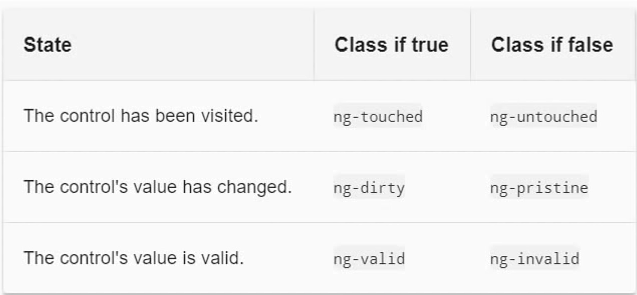 State Class if true Class if false
The control has been visited. ng-touched ng-untouched
The control's value has changed. ng-dirty ng-pristine
The control's value is valid. ng-valid ng-invalid